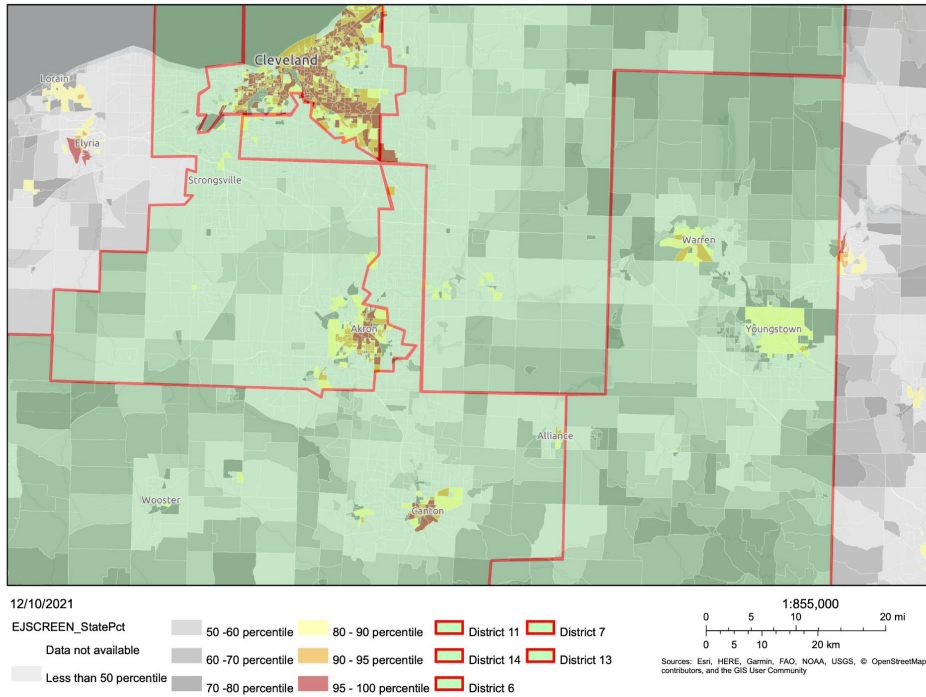 Cleveland
Lorain
Elyria
Strongsville
Warren
Akron
Youngstown
Alliance
Wooster
Canton
12/10/2021
EJSCREEN_StatePct
Data not available
Less than 50 percentile
50 -60 percentile
60 -70 percentile
70 -80 percentile
80 - 90 percentile
90 - 95 percentile
95 - 100 percentile
District 11
District 14
District 6
District 7
District 13
1:855,000
0 5 10 20 mi
0 5 10 20 km
Sources: Esri, HERE, Garmin, FAO, NOAA, USGS, © OpenStreetMap
contributors, and the GIS User Community